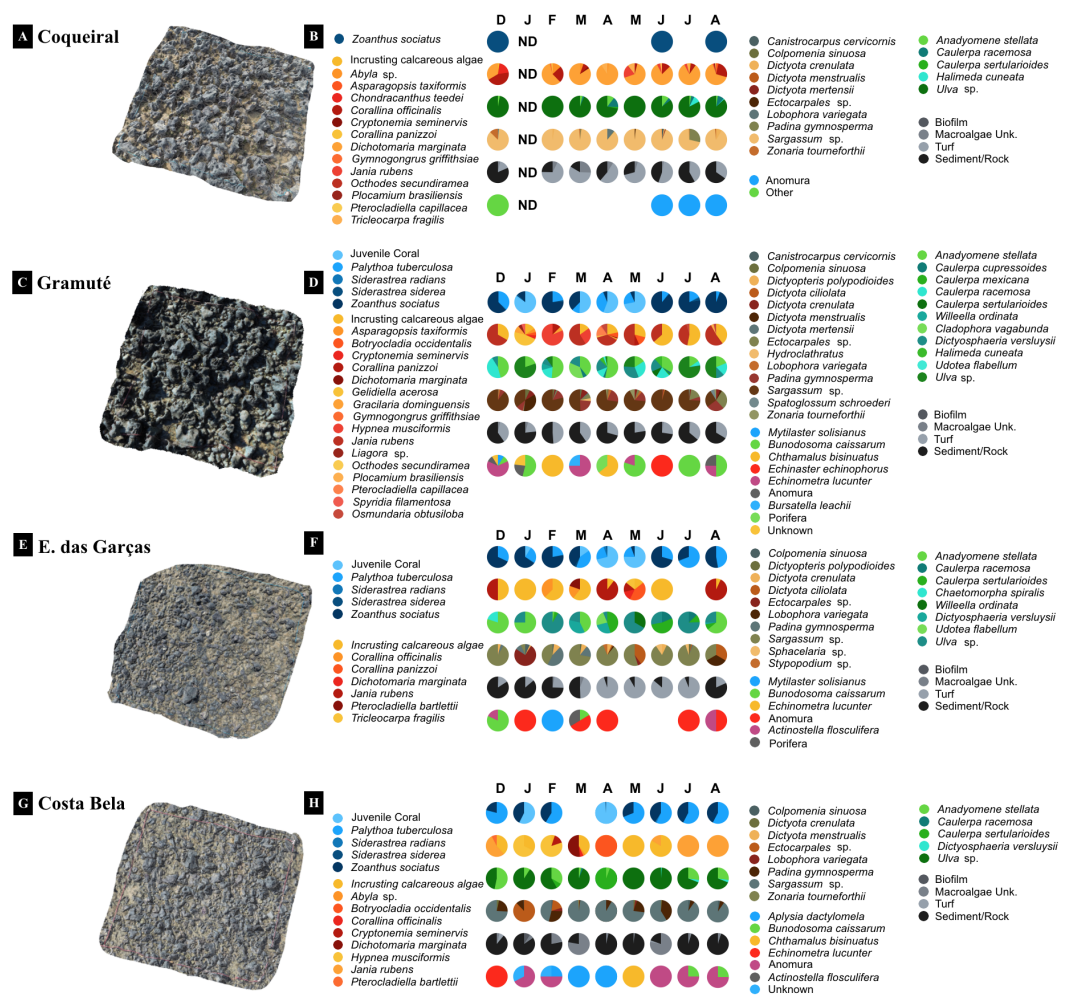 A Coqueiral
B
D J F M A M J J A
Zoanthus sociatus
Incrusting calcareous algae
Abyla sp.
Asparagopsis taxiformis
Chondracanthus teedei
Corallina officinalis
Cryptonemia seminervis
Corallina panizzoi
Dichotomaria marginata
Gymnogongrus griffithsiae
Jania rubens
Octhodes secundiramea
Plocamium brasiliensis
Pterocladiella capillacea
Tricleocarpa fragilis
ND
ND
ND
ND
ND
ND
Canistrocarpus cervicornis
Colpomenia sinuosa
Dictyota crenulata
Dictyota menstrualis
Dictyota mertensii
Ectocarpales sp.
Lobophora variegata
Padina gymnosperma
Sargassum sp.
Zonaria tourneforthii
Anomura
Other
Anadyomene stellata
Caulerpa racemosa
Caulerpa sertularioides
Halimeda cuneata
Ulva sp.
Biofilm
Macroalgae Unk.
Turf
Sediment/Rock
C Gramuté
D
D J F M A M J J A
Juvenile Coral
Palythoa tuberculosa
Siderastrea radians
Siderastrea siderea
Zoanthus sociatus
Incrusting calcareous algae
Asparagopsis taxiformis
Botryocladia occidentalis
Cryptonemia seminervis
Corallina panizzoi
Dichotomaria marginata
Gelidiella acerosa
Gracilaria dominguensis
Gymnogongrus griffithsiae
Hypnea musciformis
Jania rubens
Liagora sp.
Octhodes secundiramea
Plocamium brasiliensis
Pterocladiella capillacea
Spyridia filamentosa
Osmundaria obtusiloba
Canistrocarpus cervicornis
Colpomenia sinuosa
Dictyopteris polypodioides
Dictyota ciliolata
Dictyota crenulata
Dictyota menstrualis
Dictyota mertensii
Ectocarpales sp.
Hydroclathratus
Lobophora variegata
Padina gymnosperma
Sargassum sp.
Spatoglossum schroederi
Zonaria tourneforthii
Mytilaster solisianus
Bunodosoma caissarum
Chthamalus bisinuatus
Echinaster echinophorus
Echinometra lucunter
Anomura
Bursatella leachii
Porifera
Unknown
Anadyomene stellata
Caulerpa cupressoides
Caulerpa mexicana
Caulerpa racemosa
Caulerpa sertularioides
Willeella ordinata
Cladophora vagabunda
Dictyosphaeria versluysii
Halimeda cuneata
Udotea flabellum
Ulva sp.
Biofilm
Macroalgae Unk.
Turf
Sediment/Rock
E E. das Garças
F
D J F M A M J J A
Juvenile Coral
Palythoa tuberculosa
Siderastrea radians
Siderastrea siderea
Zoanthus sociatus
Incrusting calcareous algae
Corallina officinalis
Corallina panizzoi
Dichotomaria marginata
Jania rubens
Pterocladiella bartlettii
Tricleocarpa fragilis
Colpomenia sinuosa
Dictyopteris polypodioides
Dictyota crenulata
Dictyota ciliolata
Ectocarpales sp.
Lobophora variegata
Padina gymnosperma
Sargassum sp.
Sphacelaria sp.
Stypopodium sp.
Mytilaster solisianus
Bunodosoma caissarum
Echinometra lucunter
Anomura
Actinostella flosculifera
Porifera
Anadyomene stellata
Caulerpa racemosa
Caulerpa sertularioides
Chaetomorpha spiralis
Willeella ordinata
Dictyosphaeria versluysii
Udotea flabellum
Ulva sp.
Biofilm
Macroalgae Unk.
Turf
Sediment/Rock
G Costa Bela
H
D J F M A M J J A
Juvenile Coral
Palythoa tuberculosa
Siderastrea radians
Siderastrea siderea
Zoanthus sociatus
Incrusting calcareous algae
Abyla sp.
Botryocladia occidentalis
Corallina officinalis
Cryptonemia seminervis
Dichotomaria marginata
Hypnea musciformis
Jania rubens
Pterocladiella bartlettii
Colpomenia sinuosa
Dictyota crenulata
Dictyota menstrualis
Ectocarpales sp.
Lobophora variegata
Padina gymnosperma
Sargassum sp.
Zonaria tourneforthii
Aplysia dactylomela
Bunodosoma caissarum
Chthamalus bisinuatus
Echinometra lucunter
Anomura
Actinostella flosculifera
Unknown
Anadyomene stellata
Caulerpa racemosa
Caulerpa sertularioides
Dictyosphaeria versluysii
Ulva sp.
Biofilm
Macroalgae Unk.
Turf
Sediment/Rock